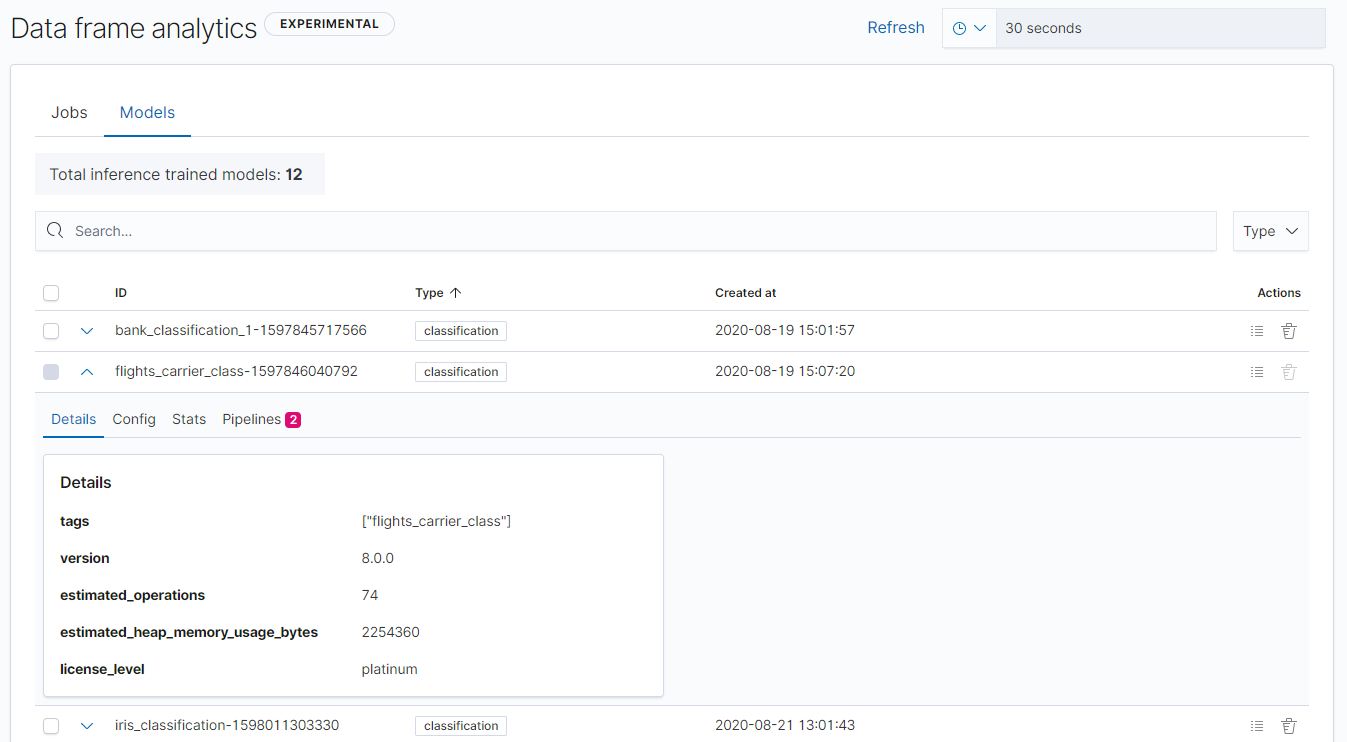 Data frame analytics EXPERIMENTAL Refresh 30 seconds
Jobs Models
Total inference trained models: 12
Search... Type
ID Type Created at Actions
bank_classification_1-1597845717566 classification 2020-08-19 15:01:57
flights_carrier_class-1597846040792 classification 2020-08-19 15:07:20
Details Config Stats Pipelines 2
Details
tags ["flights_carrier_class"]
version 8.0.0
estimated_operations 74
estimated_heap_memory_usage_bytes 2254360
license_level platinum
iris_classification-1598011303330 classification 2020-08-21 13:01:43